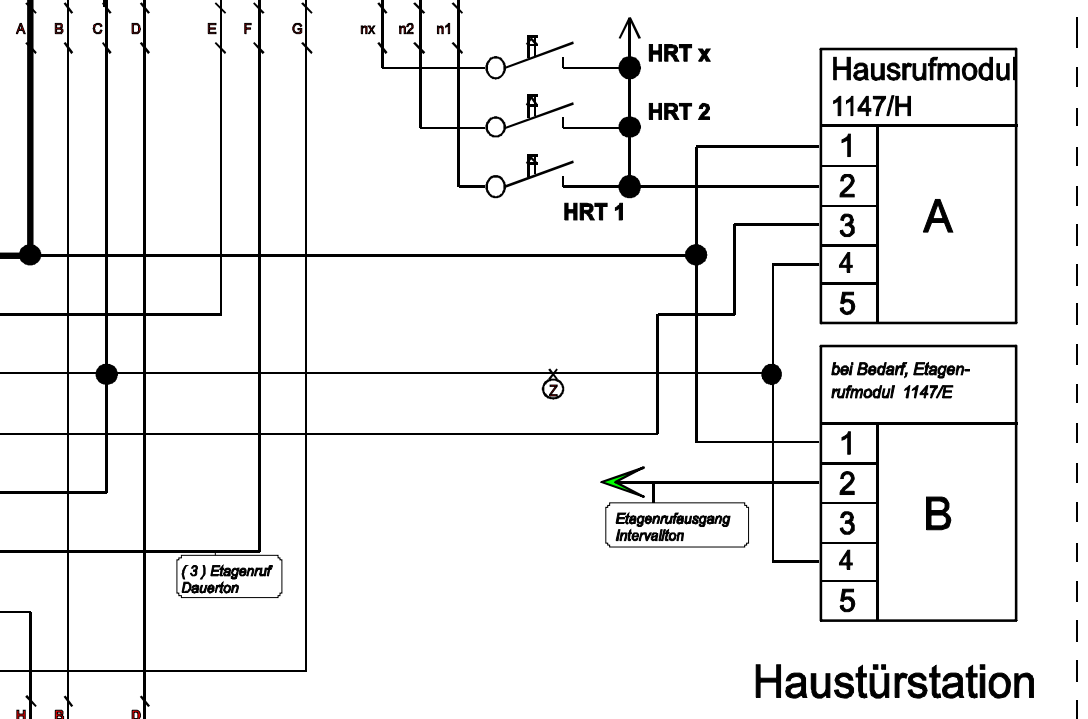 A B C D E F G nx n2 n1
HRT x
HRT 2
HRT 1
Hausrufmodul
1147/H
1
2
3
4
5
A
Z
bei Bedarf, Etagen-
rufmodul 1147/E
1
2
3
4
5
B
Etagenrufausgang
Intervallton
( 3 ) Etagenruf
Dauerton
Haustürstation
H B D